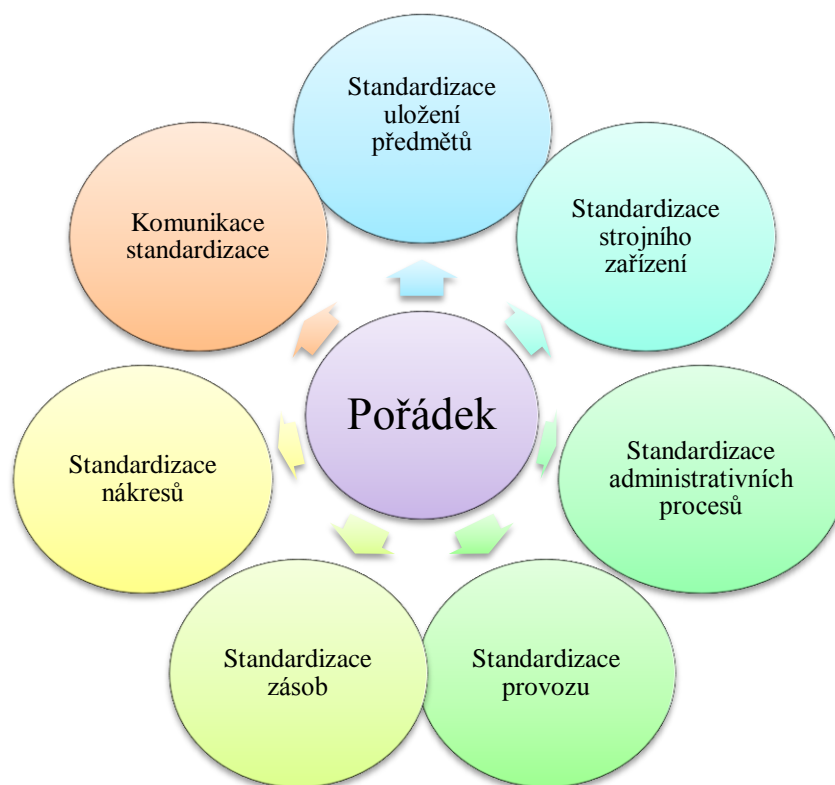 Standardizace
uložení
předmětů
Standardizace
strojního
zařízení
Standardizace
administrativních
procesů
Standardizace
provozu
Standardizace
zásob
Standardizace
nákresů
Komunikace
standardizace
Pořádek